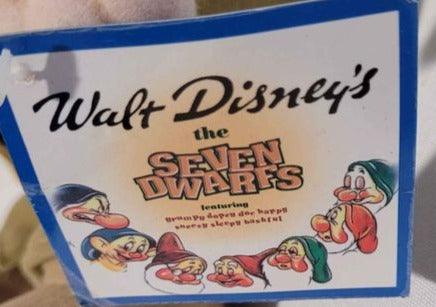 Walt Disney's
the
SEVEN
DWARFS
featuring
grumpy dopey doc happy
sneezy sleepy bashful